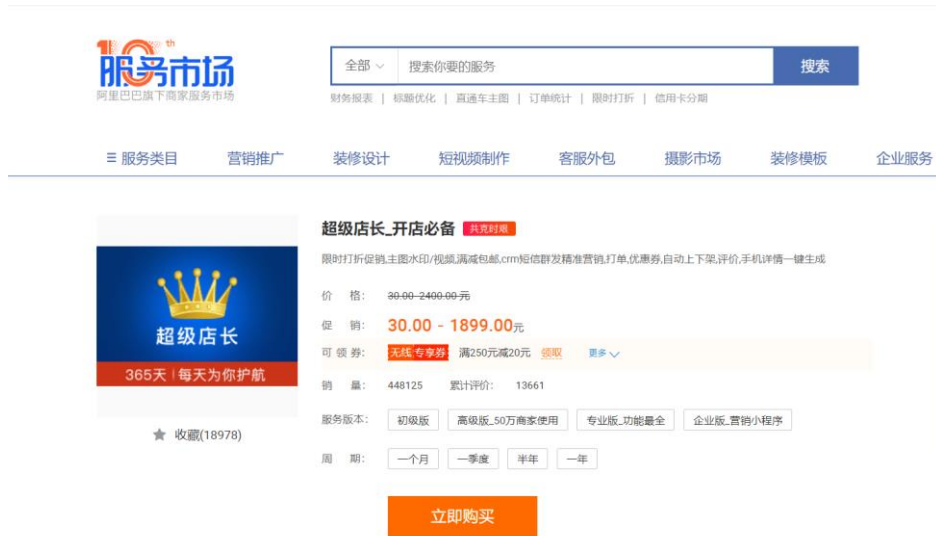 10th
服务市场
阿里巴巴旗下商家服务市场
全部 搜索你要的服务 搜索
财务报表 | 标题优化 | 直通车主图 | 订单统计 | 限时打折 | 信用卡分期
服务类目 营销推广 装修设计 短视频制作 客服外包 摄影市场 装修模板 企业服务
超级店长_开店必备 共克时艰
限时打折促销,主图水印/视频,满减包邮,crm短信群发精准营销,打单,优惠券,自动上下架,评价,手机详情一键生成
价 格: 30.00-2400.00 元
促 销: 30.00 - 1899.00元
可 领 券: 无线专享券 满250元减20元 领取 更多
销 量: 448125 累计评价: 13661
服务版本: 初级版 高级版_50万商家使用 专业版_功能最全 企业版_营销小程序
周 期: 一个月 一季度 半年 一年
立即购买
超级店长
365天 | 每天为你护航
★ 收藏(18978)